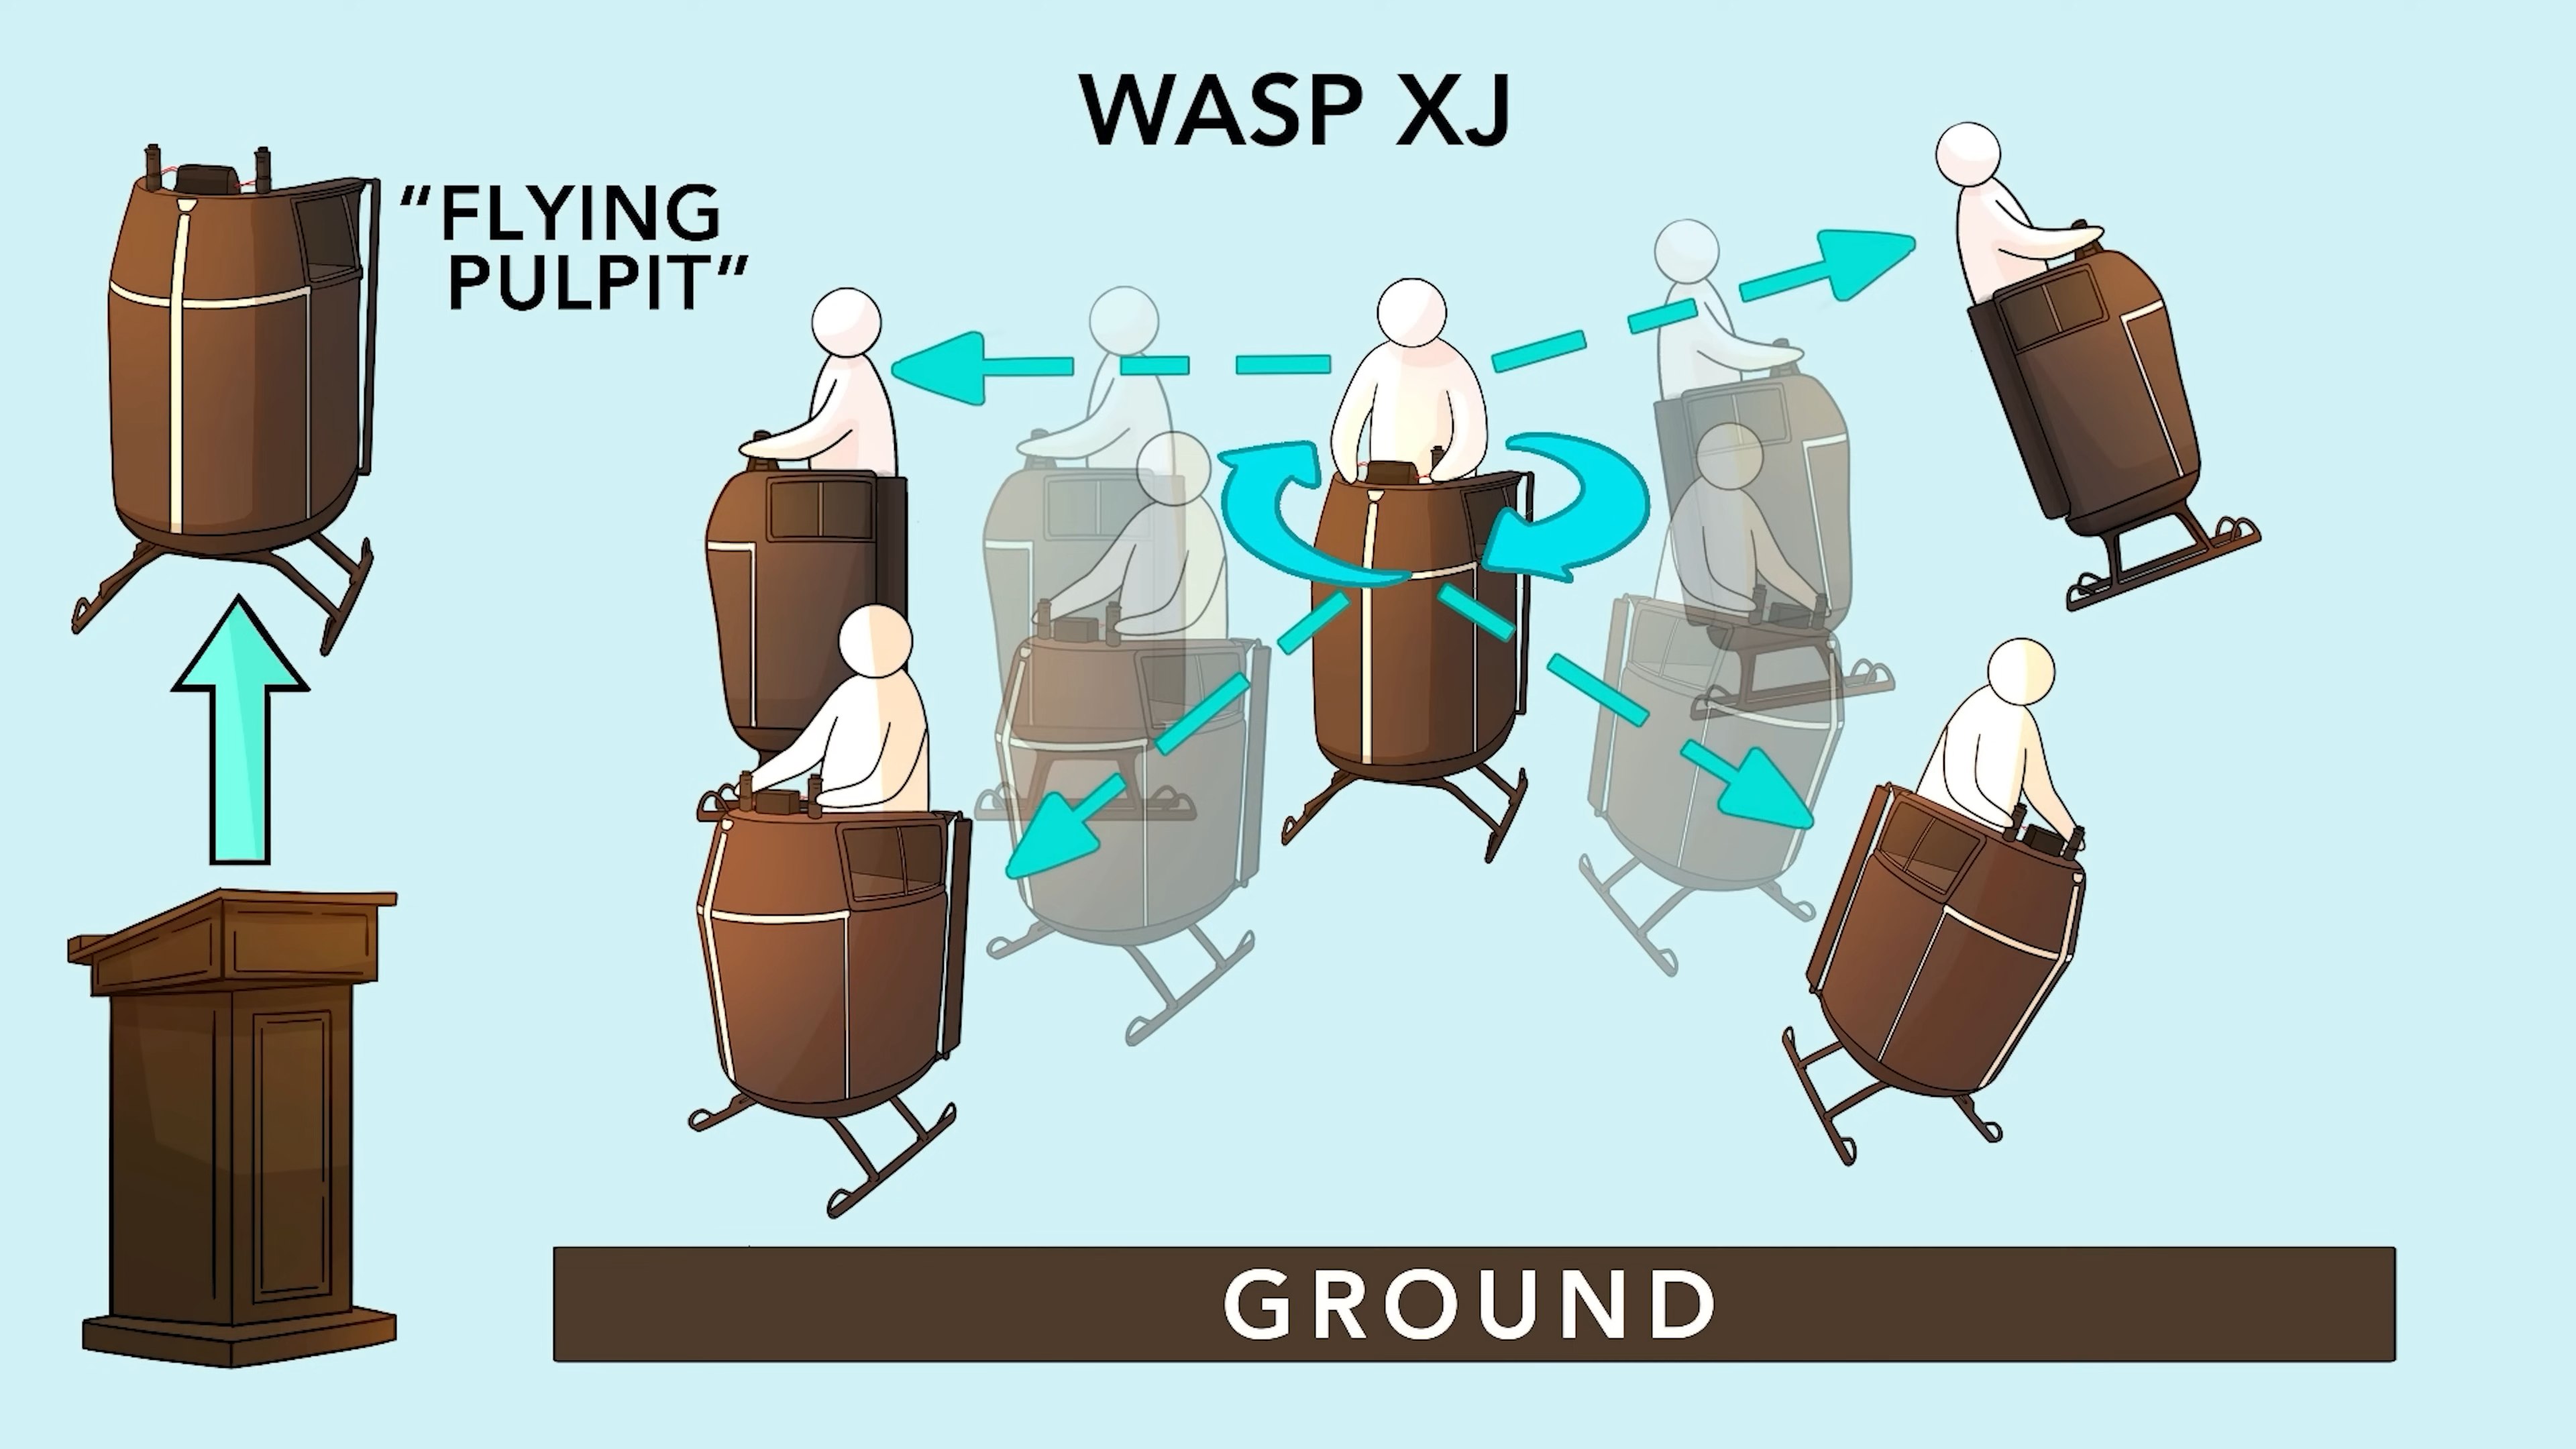 WASP XJ
“FLYING
PULPIT”
GROUND